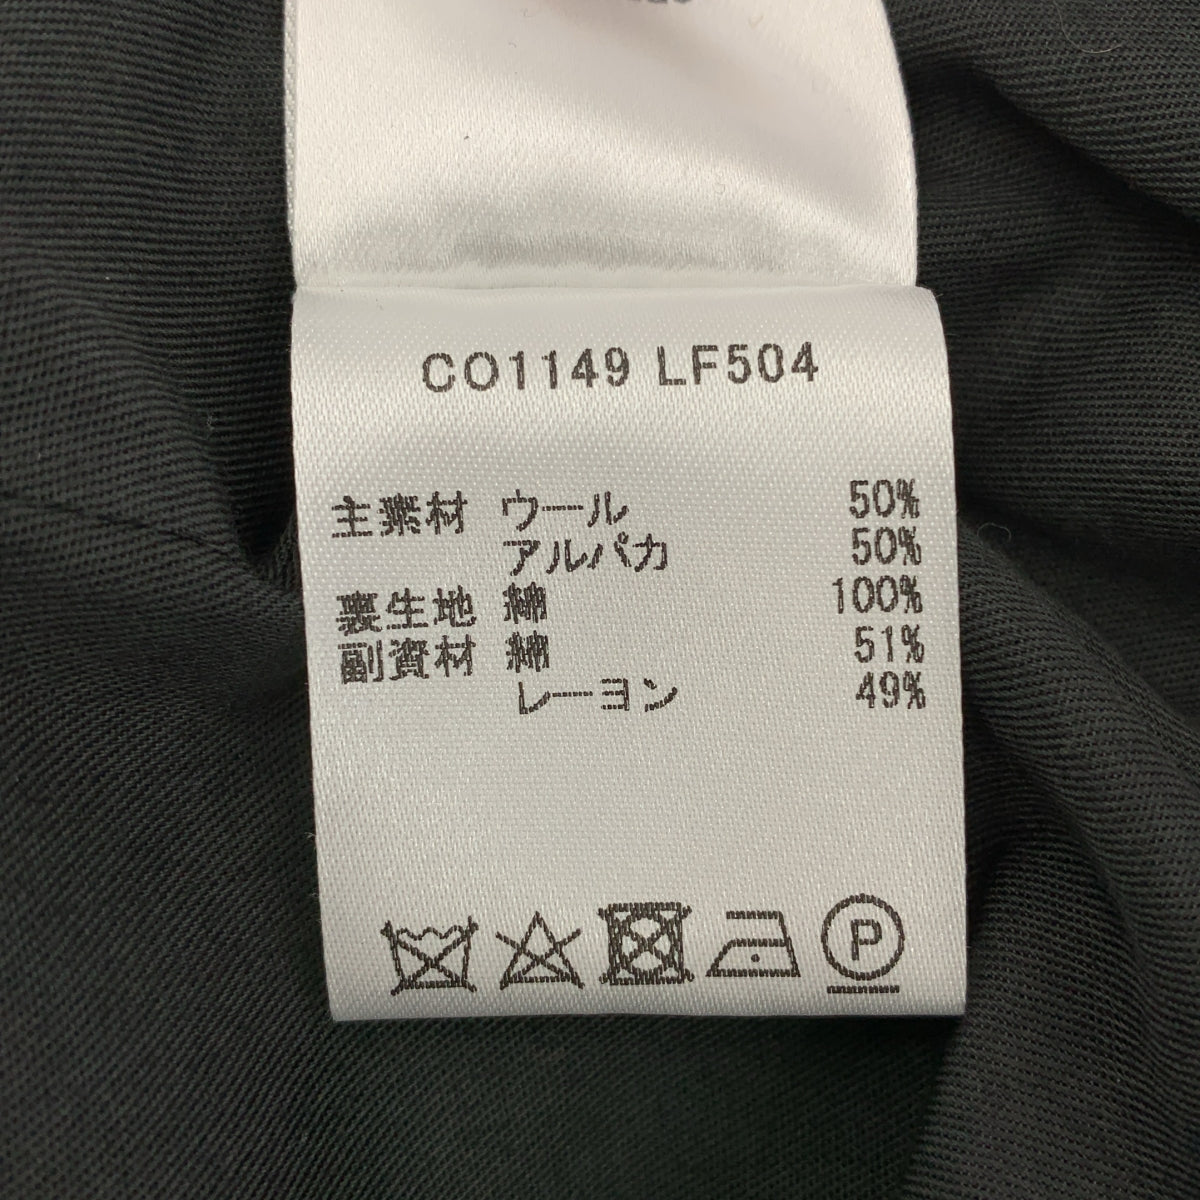 CO1149 LF504
主素材 ウール 50%
アルパカ 50%
裏生地 綿 100%
副資材 綿 51%
レーヨン 49%
P